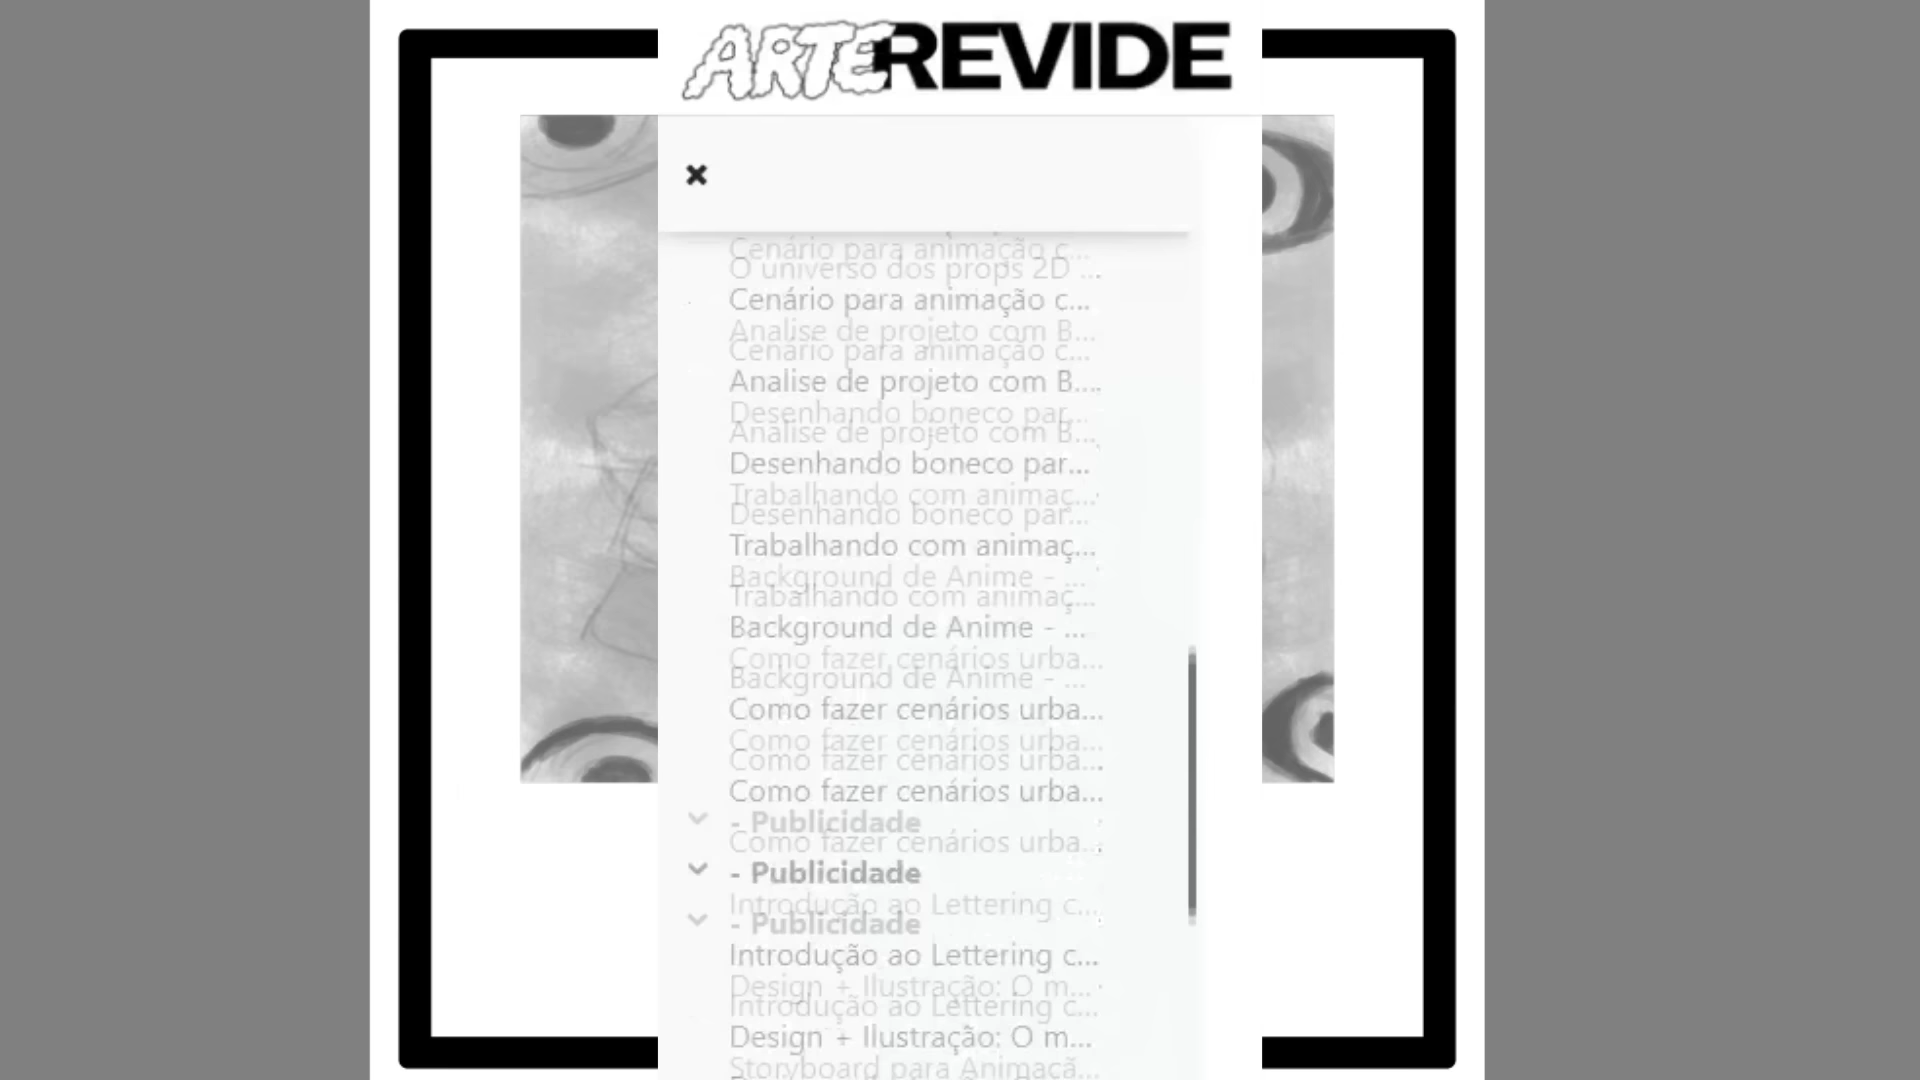 ARTE REVIDE
Cenário para animação c...
O universo dos props 2D ...
Cenário para animação c...
Analise de projeto com B...
Cenário para animação c...
Analise de projeto com B...
Desenhando boneco par...
Analise de projeto com B...
Desenhando boneco par...
Trabalhando com animaç...
Desenhando boneco par...
Trabalhando com animaç...
Background de Anime - ...
Trabalhando com animaç...
Background de Anime - ...
Como fazer cenários urba...
Background de Anime - ...
Como fazer cenários urba...
Como fazer cenários urba...
Como fazer cenários urba...
Como fazer cenários urba...
- Publicidade
Como fazer cenários urba...
- Publicidade
Introdução ao Lettering c...
- Publicidade
Introdução ao Lettering c...
Design + Ilustração: O m...
Introdução ao Lettering c...
Design + Ilustração: O m...
Storyboard para Animaçã...